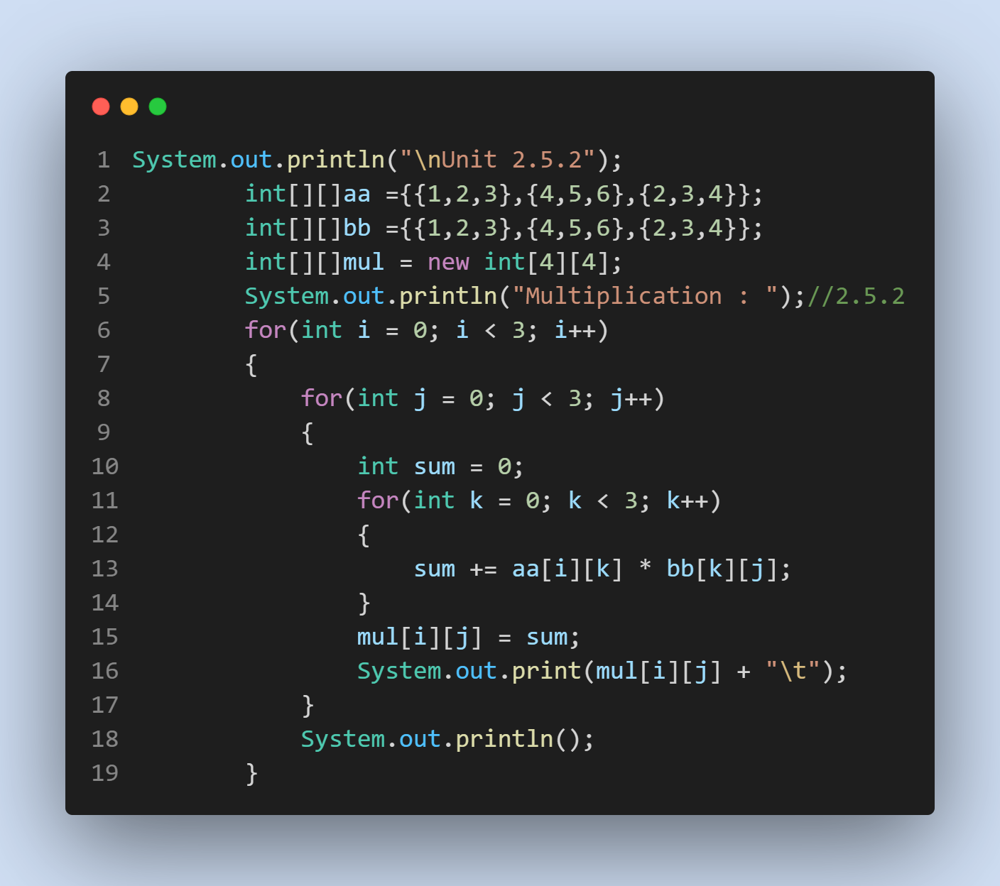 1 System.out.println("\nUnit 2.5.2");
2         int[][]aa ={{1,2,3},{4,5,6},{2,3,4}};
3         int[][]bb ={{1,2,3},{4,5,6},{2,3,4}};
4         int[][]mul = new int[4][4];
5         System.out.println("Multiplication : ");//2.5.2
6         for(int i = 0; i < 3; i++)
7         {
8             for(int j = 0; j < 3; j++)
9             {
10                 int sum = 0;
11                 for(int k = 0; k < 3; k++)
12                 {
13                     sum += aa[i][k] * bb[k][j];
14                 }
15                 mul[i][j] = sum;
16                 System.out.print(mul[i][j] + "\t");
17             }
18             System.out.println();
19         }